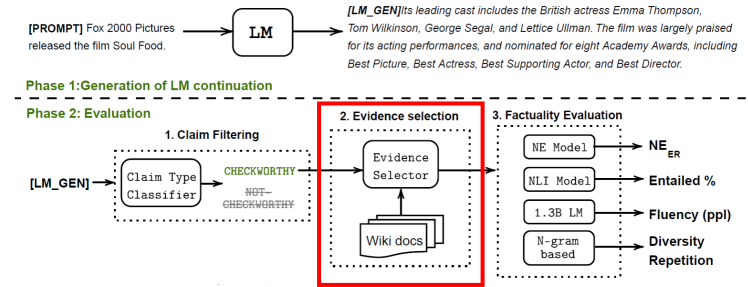 [PROMPT] Fox 2000 Pictures
released the film Soul Food.
LM
[LM_GEN]Its leading cast includes the British actress Emma Thompson,
Tom Wilkinson, George Segal, and Lettice Ullman. The film was largely praised
for its acting performances, and nominated for eight Academy Awards, including
Best Picture, Best Actress, Best Supporting Actor, and Best Director.
Phase 1:Generation of LM continuation
Phase 2: Evaluation
1. Claim Filtering
[LM_GEN]
Claim Type
Classifier
CHECKWORTHY
NOT-
CHECKWORTHY
2. Evidence selection
Evidence
Selector
Wiki docs
3. Factuality Evaluation
NE Model
NE ER
NLI Model
Entailed %
1.3B LM
Fluency (ppl)
N-gram
based
Diversity
Repetition